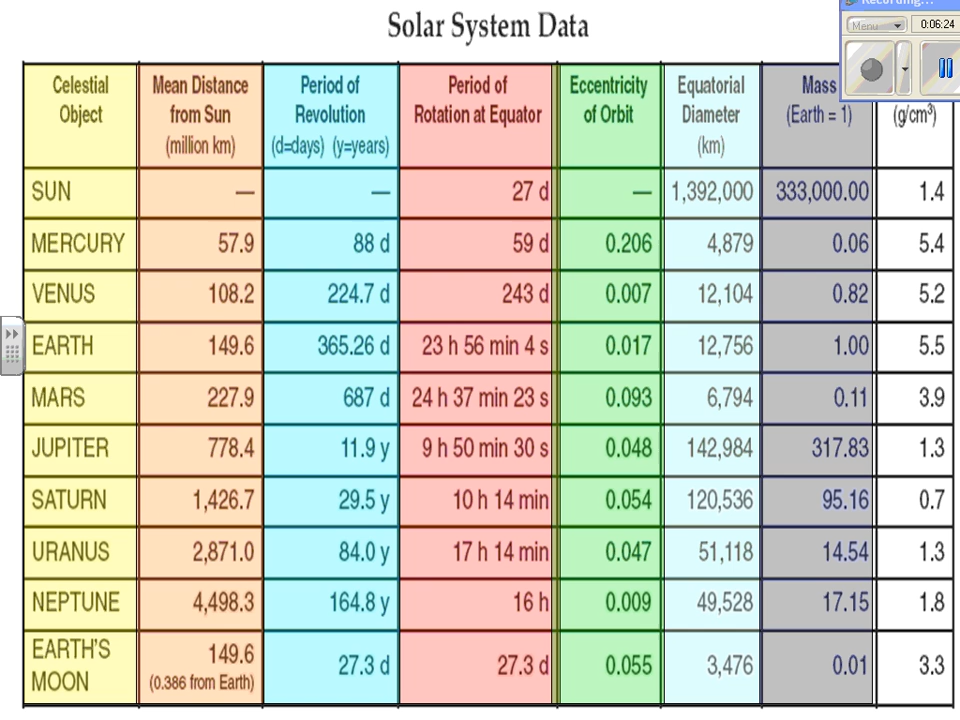 Solar System Data
Recording...
Menu
0:06:24
Celestial Object
Mean Distance from Sun (million km)
Period of Revolution (d=days) (y=years)
Period of Rotation at Equator
Eccentricity of Orbit
Equatorial Diameter (km)
Mass (Earth = 1)
(g/cm³)
SUN — — 27 d — 1,392,000 333,000.00 1.4
MERCURY 57.9 88 d 59 d 0.206 4,879 0.06 5.4
VENUS 108.2 224.7 d 243 d 0.007 12,104 0.82 5.2
EARTH 149.6 365.26 d 23 h 56 min 4 s 0.017 12,756 1.00 5.5
MARS 227.9 687 d 24 h 37 min 23 s 0.093 6,794 0.11 3.9
JUPITER 778.4 11.9 y 9 h 50 min 30 s 0.048 142,984 317.83 1.3
SATURN 1,426.7 29.5 y 10 h 14 min 0.054 120,536 95.16 0.7
URANUS 2,871.0 84.0 y 17 h 14 min 0.047 51,118 14.54 1.3
NEPTUNE 4,498.3 164.8 y 16 h 0.009 49,528 17.15 1.8
EARTH'S MOON 149.6 (0.386 from Earth) 27.3 d 27.3 d 0.055 3,476 0.01 3.3